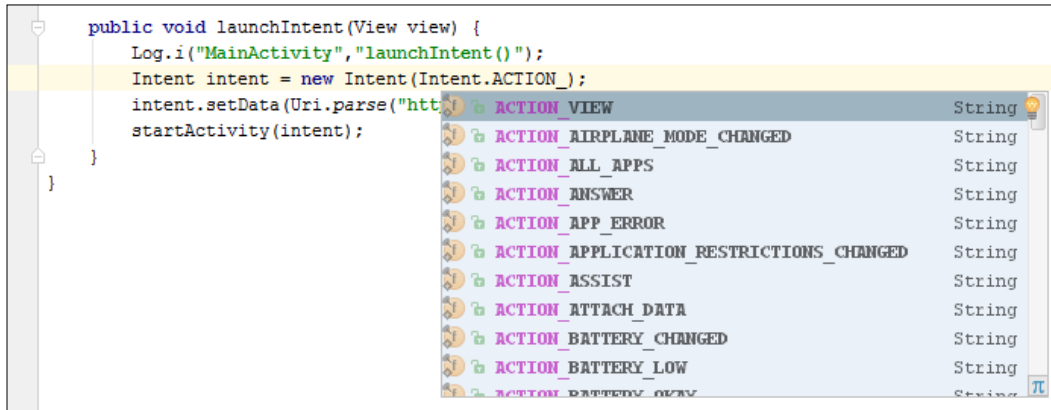 public void launchIntent(View view) {
Log.i("MainActivity","launchIntent()");
Intent intent = new Intent(Intent.ACTION_);
intent.setData(Uri.parse("htt
startActivity(intent);
}
}
ACTION_VIEW String
ACTION_AIRPLANE_MODE_CHANGED String
ACTION_ALL_APPS String
ACTION_ANSWER String
ACTION_APP_ERROR String
ACTION_APPLICATION_RESTRICTIONS_CHANGED String
ACTION_ASSIST String
ACTION_ATTACH_DATA String
ACTION_BATTERY_CHANGED String
ACTION_BATTERY_LOW String
ACTION_BATTERY_OKAY String
π